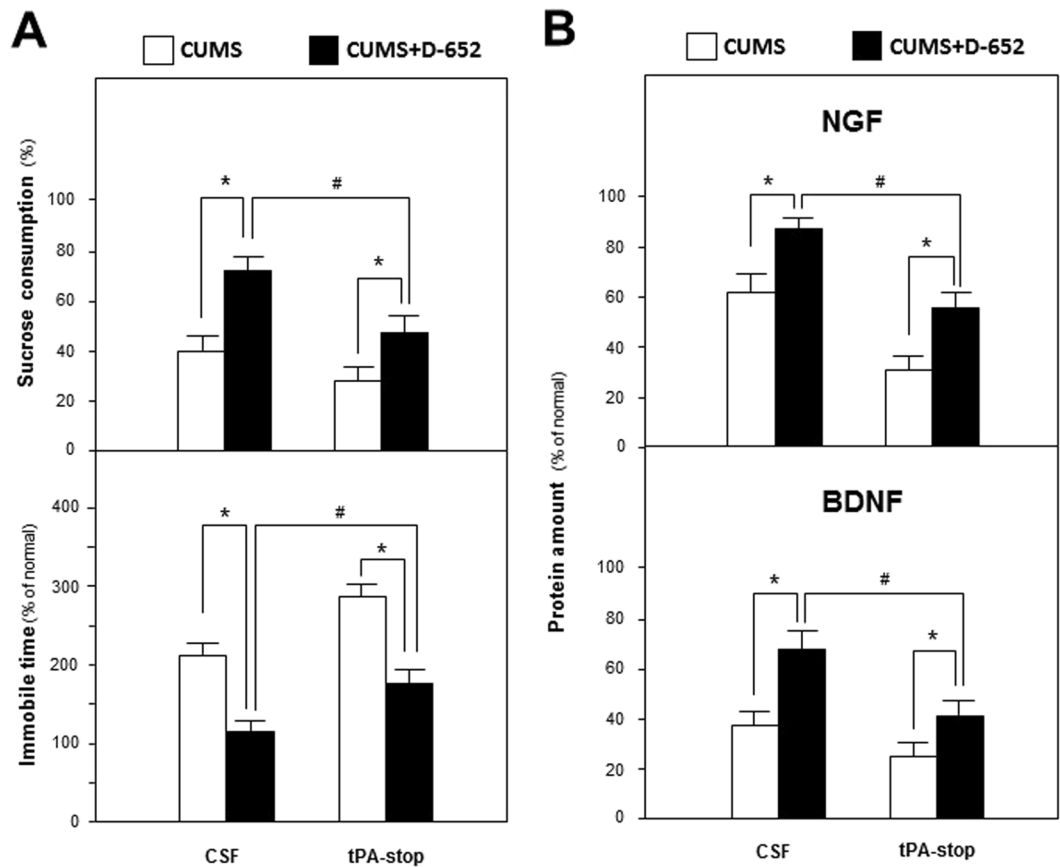 A
CUMS
CUMS+D-652
Sucrose consumption (%)
100
80
60
40
20
0
*
#
*
Immobile time (% of normal)
400
300
200
100
0
*
#
*
CSF
tPA-stop
B
CUMS
CUMS+D-652
Protein amount (% of normal)
NGF
100
80
60
40
20
0
*
#
*
BDNF
100
80
60
40
20
0
*
#
*
CSF
tPA-stop